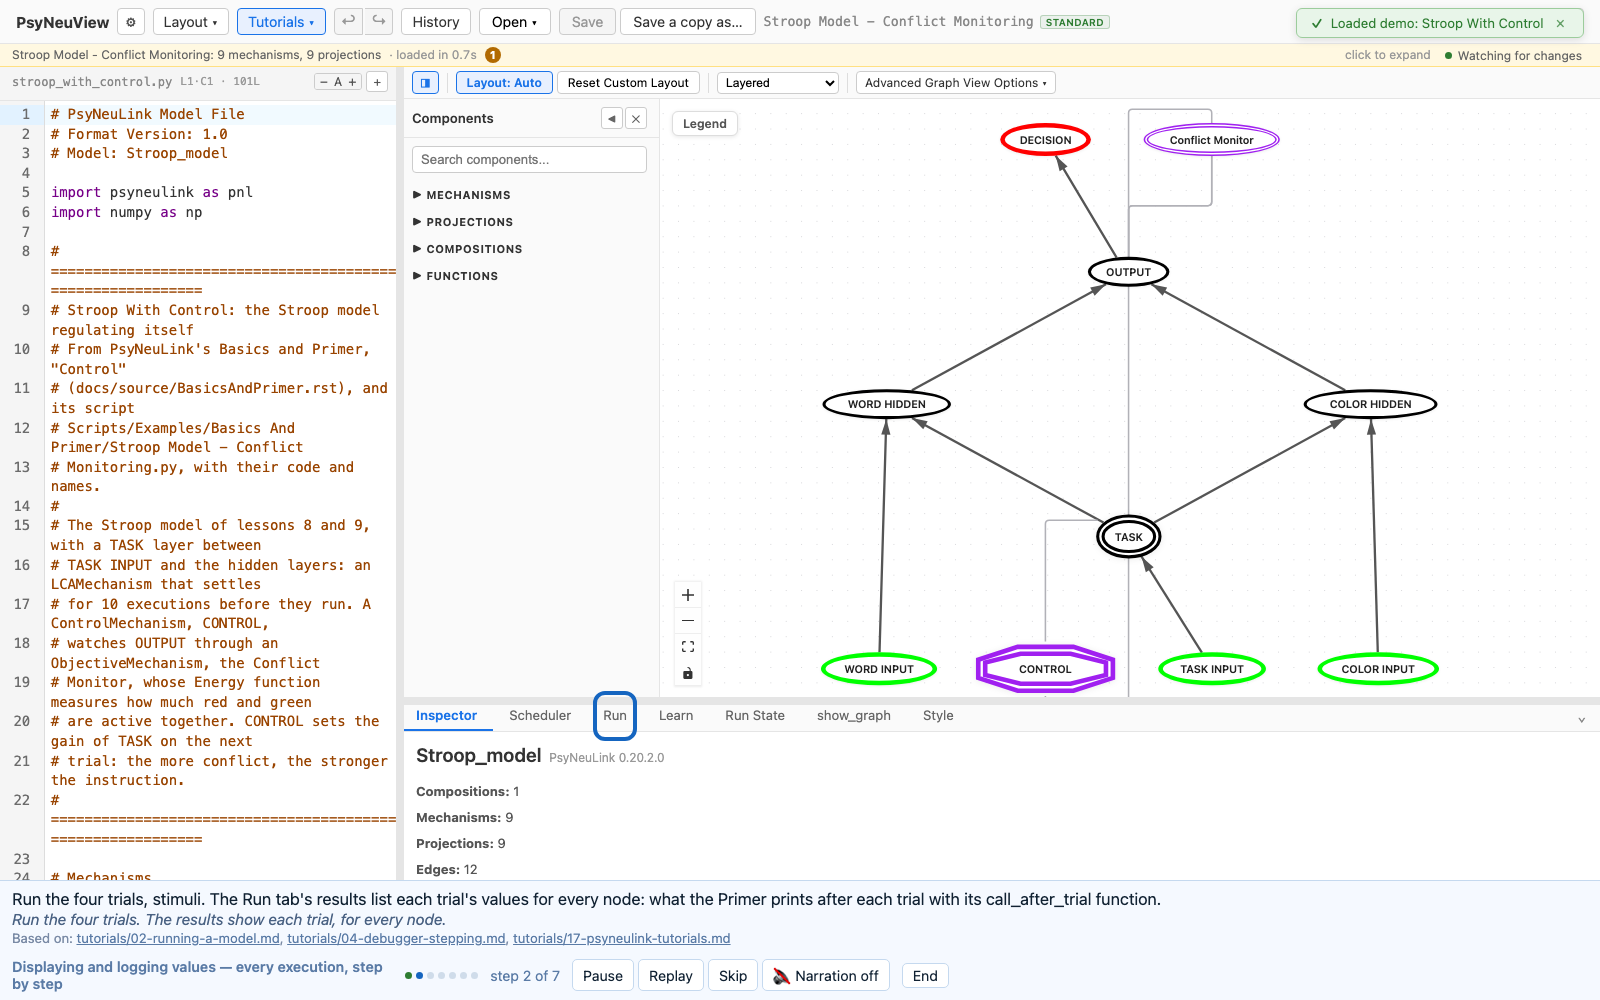 PsyNeuView
⚙
Layout ▾
Tutorials ▾
History
Open ▾
Save
Save a copy as...
Stroop Model – Conflict Monitoring
STANDARD
✓ Loaded demo: Stroop With Control ×
Stroop Model - Conflict Monitoring: 9 mechanisms, 9 projections · loaded in 0.7s 1
click to expand
Watching for changes
stroop_with_control.py L1·C1 · 101L
− A +
+
1 # PsyNeuLink Model File
2 # Format Version: 1.0
3 # Model: Stroop_model
4
5 import psyneulink as pnl
6 import numpy as np
7
8 #
=========================================
==================
9 # Stroop With Control: the Stroop model
regulating itself
10 # From PsyNeuLink's Basics and Primer,
"Control"
11 # (docs/source/BasicsAndPrimer.rst), and
its script
12 # Scripts/Examples/Basics And
Primer/Stroop Model – Conflict
13 # Monitoring.py, with their code and
names.
14 #
15 # The Stroop model of lessons 8 and 9,
with a TASK layer between
16 # TASK INPUT and the hidden layers: an
LCAMechanism that settles
17 # for 10 executions before they run. A
ControlMechanism, CONTROL,
18 # watches OUTPUT through an
ObjectiveMechanism, the Conflict
19 # Monitor, whose Energy function
measures how much red and green
20 # are active together. CONTROL sets the
gain of TASK on the next
21 # trial: the more conflict, the stronger
the instruction.
22 #
=========================================
==================
23
24 # Mechanisms
Layout: Auto
Reset Custom Layout
Layered
Advanced Graph View Options ▾
Components
Search components...
▶ MECHANISMS
▶ PROJECTIONS
▶ COMPOSITIONS
▶ FUNCTIONS
Legend
DECISION
Conflict Monitor
OUTPUT
WORD HIDDEN
COLOR HIDDEN
TASK
WORD INPUT
CONTROL
TASK INPUT
COLOR INPUT
Inspector
Scheduler
Run
Learn
Run State
show_graph
Style
Stroop_model PsyNeuLink 0.20.2.0
Compositions: 1
Mechanisms: 9
Projections: 9
Edges: 12
Run the four trials, stimuli. The Run tab's results list each trial's values for every node: what the Primer prints after each trial with its call_after_trial function.
Run the four trials. The results show each trial, for every node.
Based on: tutorials/02-running-a-model.md, tutorials/04-debugger-stepping.md, tutorials/17-psyneulink-tutorials.md
Displaying and logging values — every execution, step
by step
step 2 of 7
Pause
Replay
Skip
Narration off
End